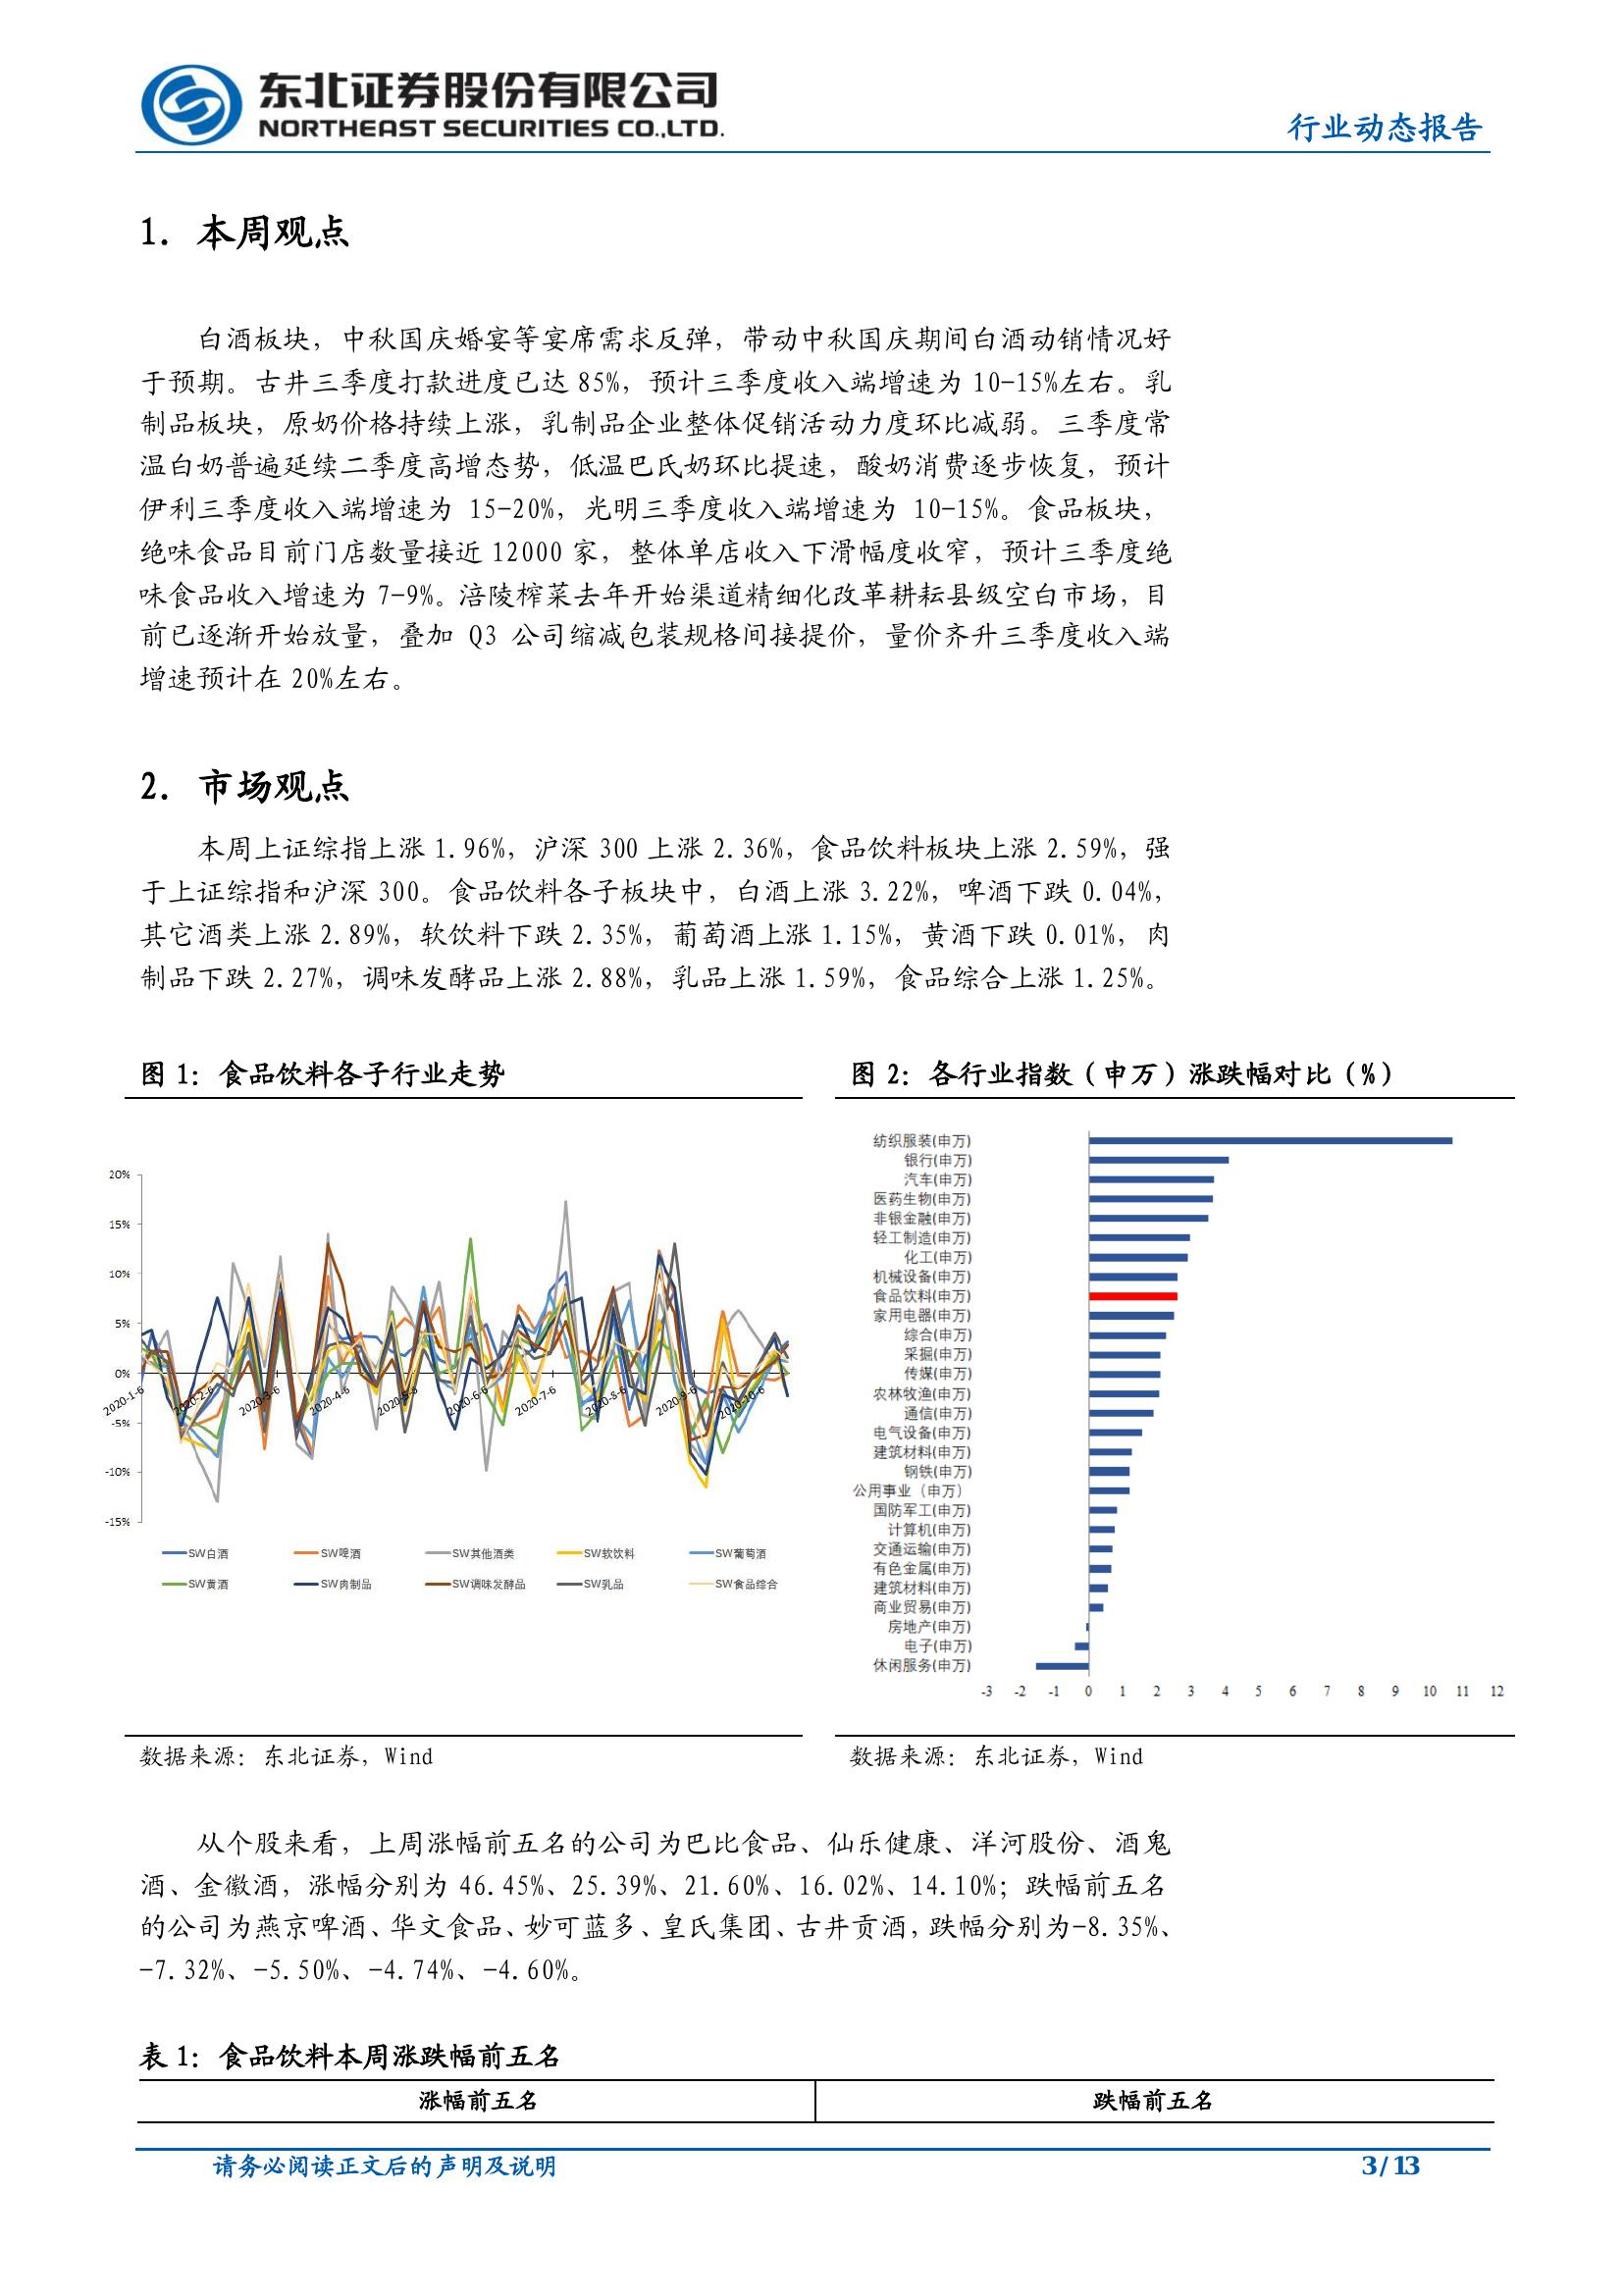 东北证券股份有限公司
NORTHEAST SECURITIES CO.,LTD.
行业动态报告
1. 本周观点
白酒板块，中秋国庆婚宴等宴席需求反弹，带动中秋国庆期间白酒动销情况好
于预期。古井三季度打款进度已达 85%，预计三季度收入端增速为 10-15%左右。乳
制品板块，原奶价格持续上涨，乳制品企业整体促销活动力度环比减弱。三季度常
温白奶普遍延续二季度高增态势，低温巴氏奶环比提速，酸奶消费逐步恢复，预计
伊利三季度收入端增速为 15-20%，光明三季度收入端增速为 10-15%。食品板块，
绝味食品目前门店数量接近 12000 家，整体单店收入下滑幅度收窄，预计三季度绝
味食品收入增速为 7-9%。涪陵榨菜去年开始渠道精细化改革耕耘县级空白市场，目
前已逐渐开始放量，叠加 Q3 公司缩减包装规格间接提价，量价齐升三季度收入端
增速预计在 20%左右。
2. 市场观点
本周上证综指上涨 1.96%，沪深 300 上涨 2.36%，食品饮料板块上涨 2.59%，强
于上证综指和沪深 300。食品饮料各子板块中，白酒上涨 3.22%，啤酒下跌 0.04%，
其它酒类上涨 2.89%，软饮料下跌 2.35%，葡萄酒上涨 1.15%，黄酒下跌 0.01%，肉
制品下跌 2.27%，调味发酵品上涨 2.88%，乳品上涨 1.59%，食品综合上涨 1.25%。
图 1：食品饮料各子行业走势
20%
15%
10%
5%
0%
-5%
-10%
-15%
2020-1-6 2020-2-6 2020-3-6 2020-4-6 2020-5-6 2020-6-6 2020-7-6 2020-8-6 2020-9-6 2020-10-6
SW白酒 SW啤酒 SW其他酒类 SW软饮料 SW葡萄酒
SW黄酒 SW肉制品 SW调味发酵品 SW乳品 SW食品综合
数据来源：东北证券，Wind
图 2：各行业指数（申万）涨跌幅对比（%）
纺织服装(申万)
银行(申万)
汽车(申万)
医药生物(申万)
非银金融(申万)
轻工制造(申万)
化工(申万)
机械设备(申万)
食品饮料(申万)
家用电器(申万)
综合(申万)
采掘(申万)
传媒(申万)
农林牧渔(申万)
通信(申万)
电气设备(申万)
建筑材料(申万)
钢铁(申万)
公用事业（申万）
国防军工(申万)
计算机(申万)
交通运输(申万)
有色金属(申万)
建筑材料(申万)
商业贸易(申万)
房地产(申万)
电子(申万)
休闲服务(申万)
-3 -2 -1 0 1 2 3 4 5 6 7 8 9 10 11 12
数据来源：东北证券，Wind
从个股来看，上周涨幅前五名的公司为巴比食品、仙乐健康、洋河股份、酒鬼
酒、金徽酒，涨幅分别为 46.45%、25.39%、21.60%、16.02%、14.10%；跌幅前五名
的公司为燕京啤酒、华文食品、妙可蓝多、皇氏集团、古井贡酒，跌幅分别为-8.35%、
-7.32%、-5.50%、-4.74%、-4.60%。
表 1：食品饮料本周涨跌幅前五名
涨幅前五名 跌幅前五名
请务必阅读正文后的声明及说明
3 / 13